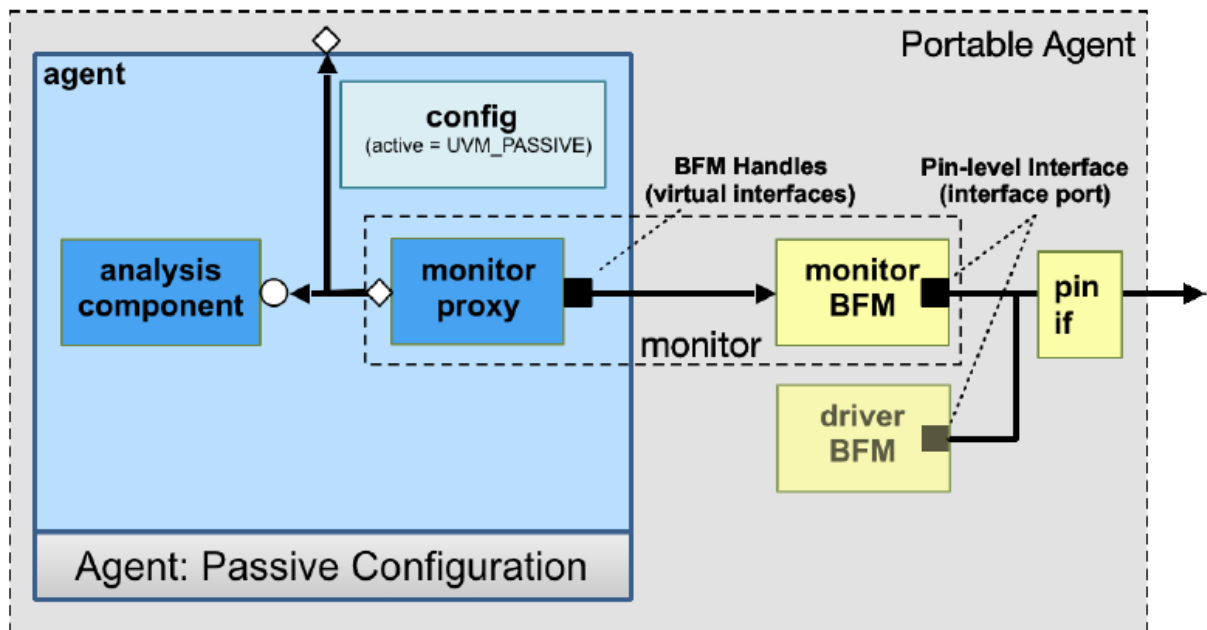 Portable Agent
agent
config
(active = UVM_PASSIVE)
BFM Handles
(virtual interfaces)
Pin-level Interface
(interface port)
analysis
component
monitor
proxy
monitor
BFM
pin
if
monitor
driver
BFM
Agent: Passive Configuration